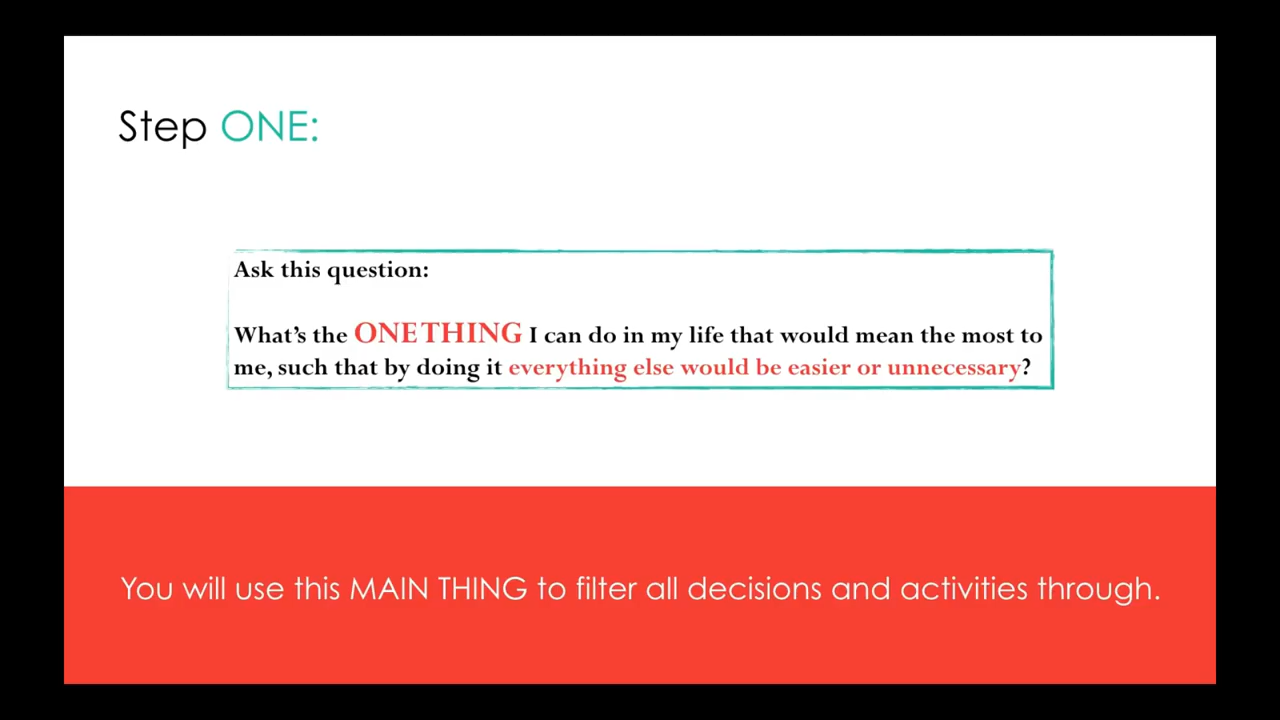 Step ONE:
Ask this question:
What's the ONE THING I can do in my life that would mean the most to
me, such that by doing it everything else would be easier or unnecessary?
You will use this MAIN THING to filter all decisions and activities through.